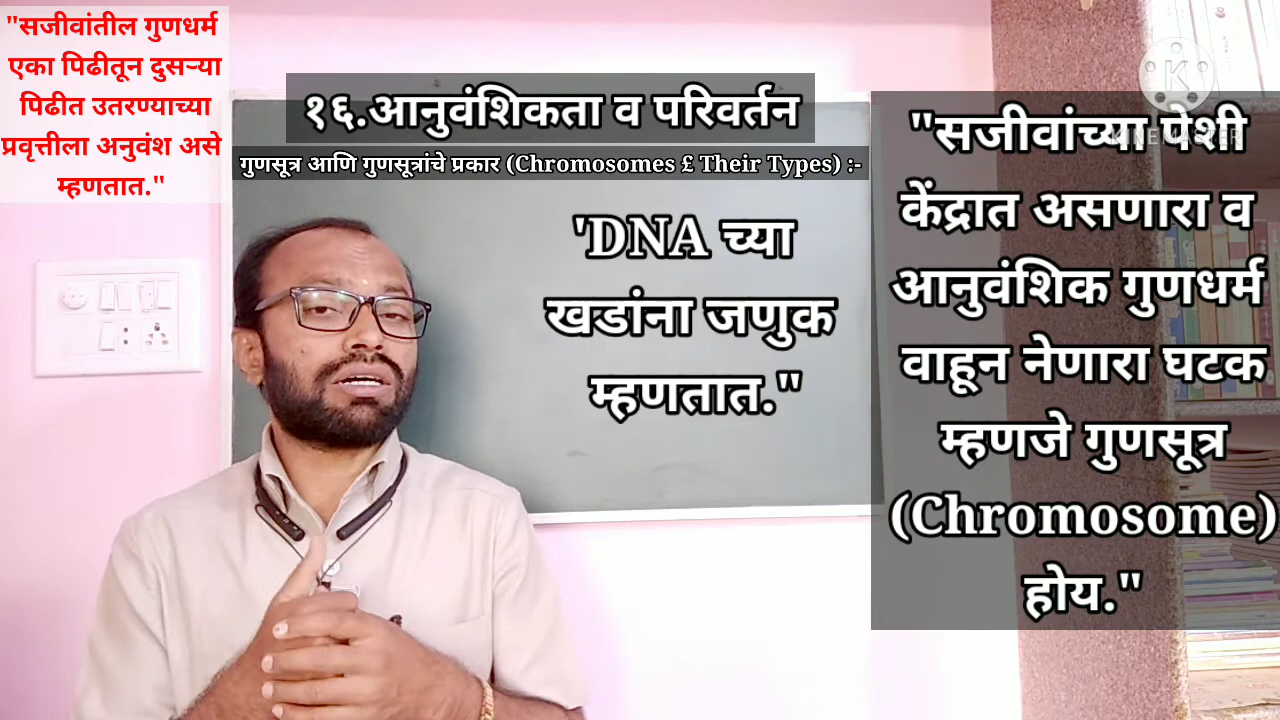 "सजीवांतील गुणधर्म
एका पिढीतून दुसऱ्या
पिढीत उतरण्याच्या
प्रवृत्तीला अनुवंश असे
म्हणतात."
१६.आनुवंशिकता व परिवर्तन
गुणसूत्र आणि गुणसूत्रांचे प्रकार (Chromosomes £ Their Types) :-
'DNA च्या
खडांना जणुक
म्हणतात."
K
KINEMASTER
"सजीवांच्या पेशी
केंद्रात असणारा व
आनुवंशिक गुणधर्म
वाहून नेणारा घटक
म्हणजे गुणसूत्र
(Chromosome)
होय."